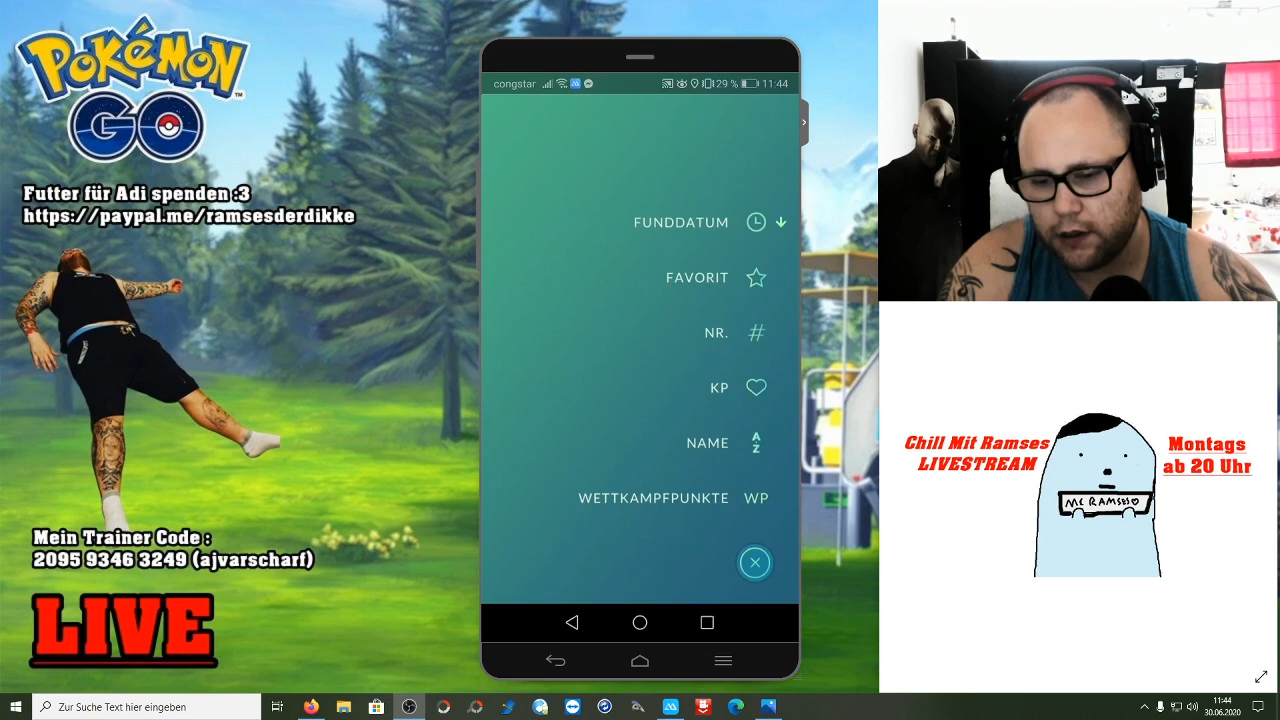 POKÉMON
GO
Futter für Adi spenden :3
https://paypal.me/ramsesderdikke
Mein Trainer Code :
2095 9346 3249 (ajvarscharf)
LIVE
congstar
29 % 11:44
FUNDDATUM
FAVORIT
NR. #
KP
NAME A Z
WETTKAMPFPUNKTE WP
Chill Mit Ramses
LIVESTREAM
Montags
ab 20 Uhr
MC RAMSES
Zur Suche Text hier eingeben
11:44
30.06.2020